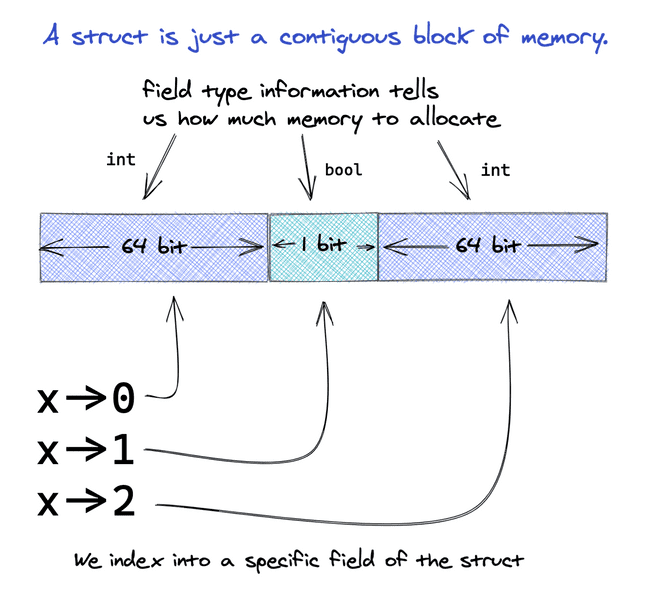 A struct is just a contiguous block of memory.
field type information tells
us how much memory to allocate
int
bool
int
64 bit
1 bit
64 bit
x→0
x→1
x→2
We index into a specific field of the struct